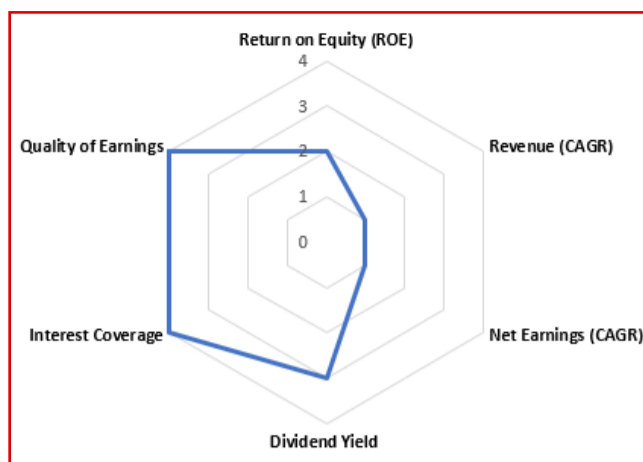 Return on Equity (ROE)
4
3
Quality of Earnings
2
Revenue (CAGR)
1
0
Interest Coverage
Net Earnings (CAGR)
Dividend Yield